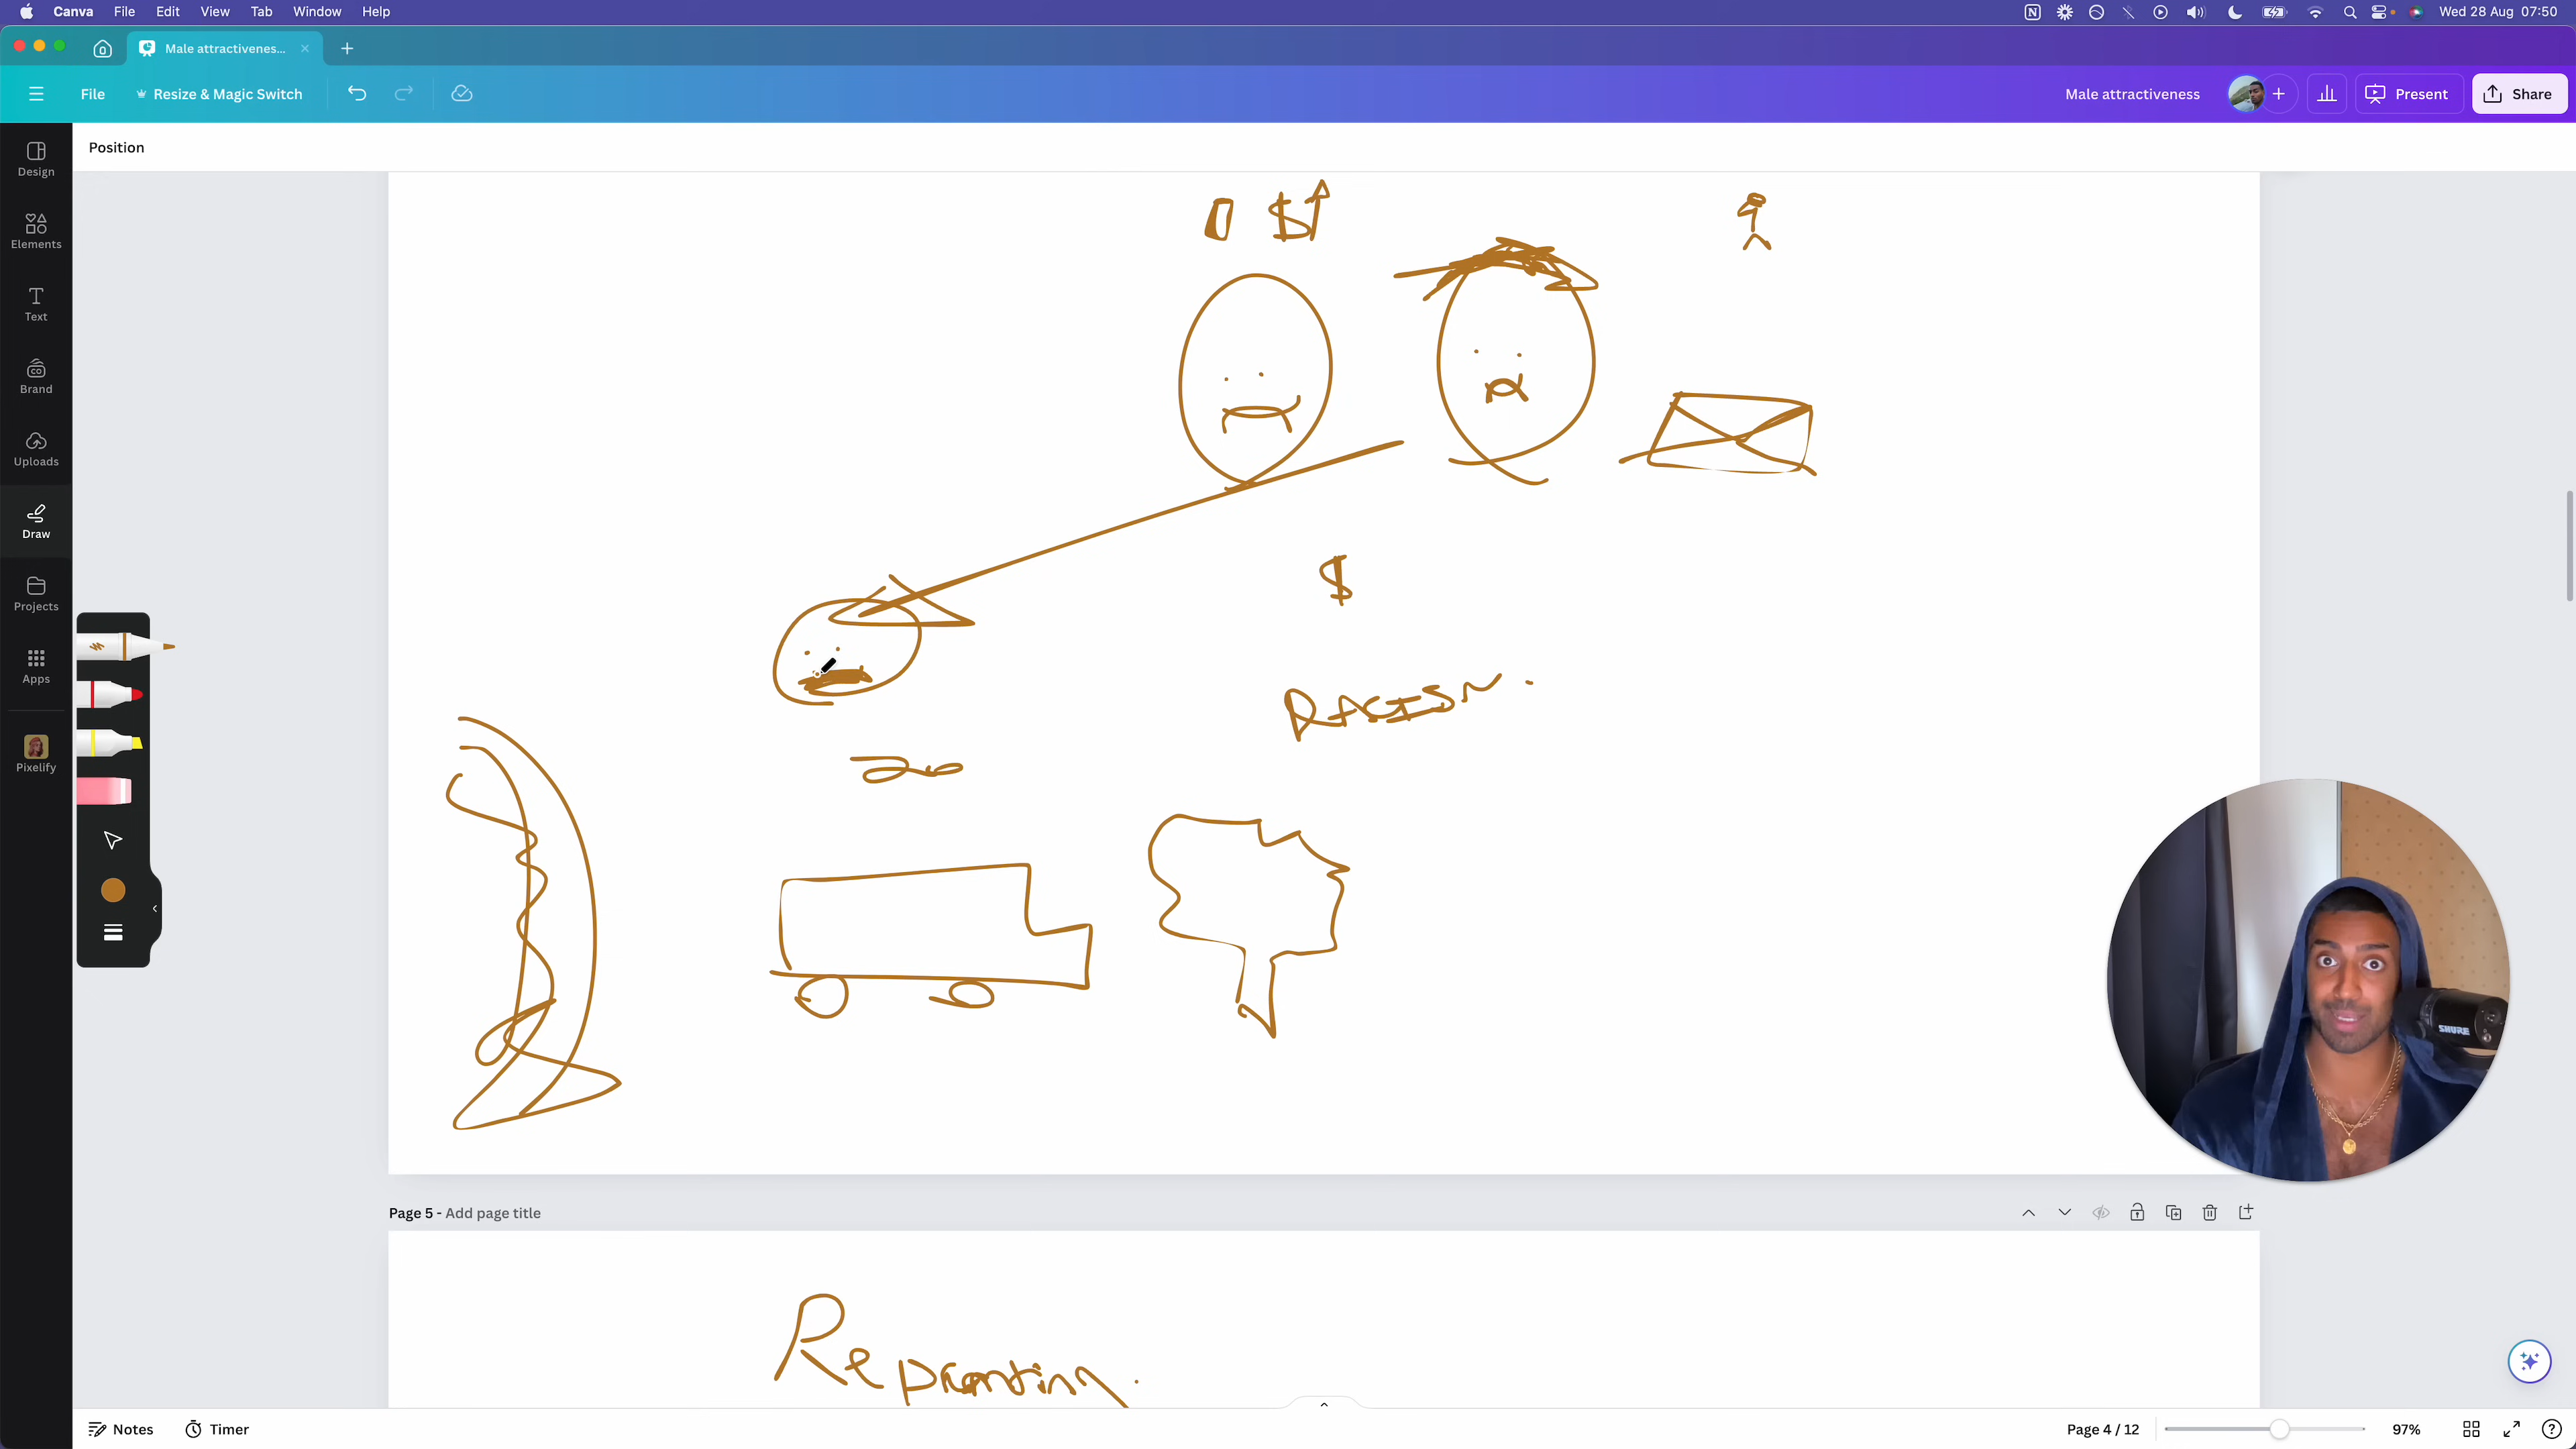 Canva File Edit View Tab Window Help
Wed 28 Aug 07:50
Male attractivenes...
File Resize & Magic Switch
Male attractiveness
Present
Share
Position
Design
Elements
Text
Brand
Uploads
Draw
Projects
Apps
Pixelify
$
$
RACISM.
20
SHURE
Page 5 - Add page title
Notes Timer
Page 4 / 12
97%